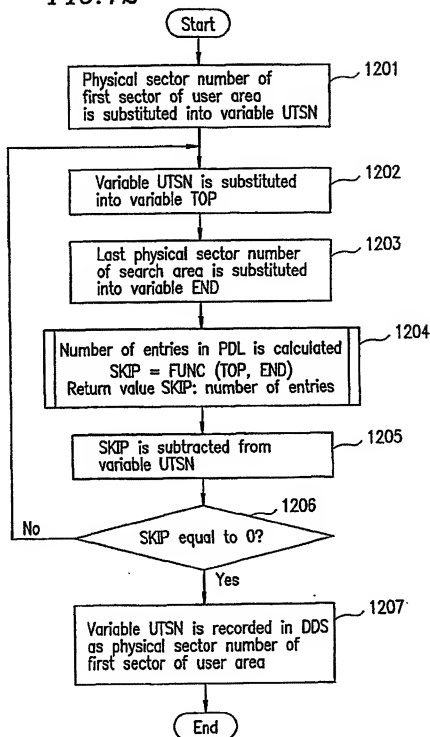 FIG.12
Start
Physical sector number of
first sector of user area
is substituted into variable UTSN
1201
Variable UTSN is substituted
into variable TOP
1202
Last physical sector number
of search area is substituted
into variable END
1203
Number of entries in PDL is calculated
SKIP = FUNC (TOP, END)
Return value SKIP: number of entries
1204
SKIP is subtracted from
variable UTSN
1205
SKIP equal to 0?
1206
No
Yes
Variable UTSN is recorded in DDS
as physical sector number of
first sector of user area
1207
End